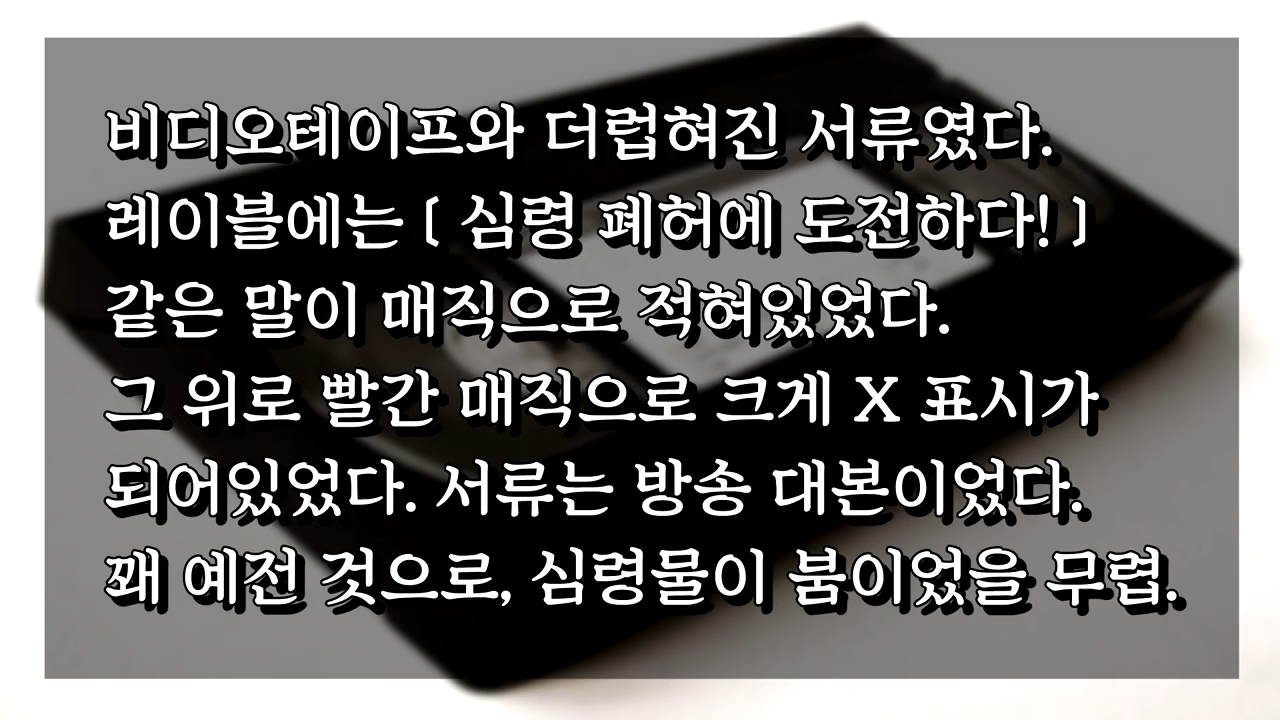 비디오테이프와 더럽혀진 서류였다.
레이블에는 [ 심령 폐허에 도전하다! ]
같은 말이 매직으로 적혀있었다.
그 위로 빨간 매직으로 크게 X 표시가
되어있었다. 서류는 방송 대본이었다.
꽤 예전 것으로, 심령물이 붐이었을 무렵.